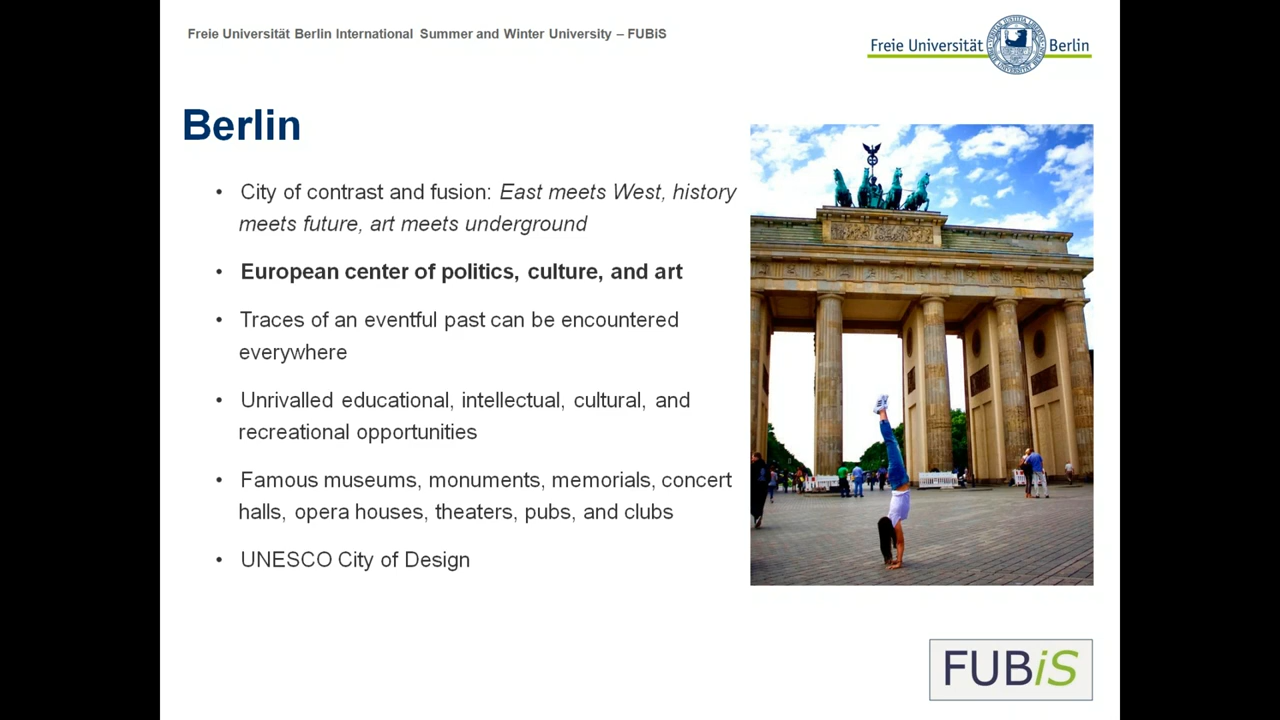 Freie Universität Berlin International Summer and Winter University – FUBiS
Freie Universität Berlin
Berlin
• City of contrast and fusion: East meets West, history
meets future, art meets underground
• European center of politics, culture, and art
• Traces of an eventful past can be encountered
everywhere
• Unrivalled educational, intellectual, cultural, and
recreational opportunities
• Famous museums, monuments, memorials, concert
halls, opera houses, theaters, pubs, and clubs
• UNESCO City of Design
FUBiS